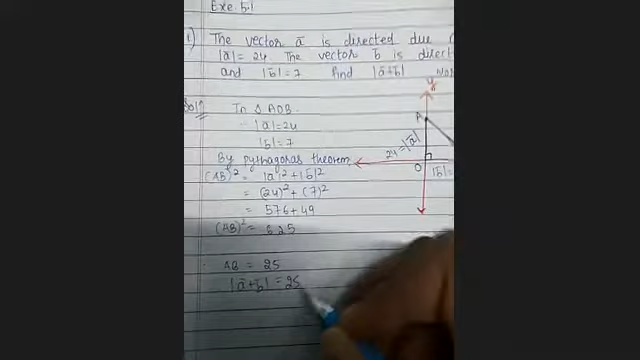 Exe 5.1
1) The vector a̅ is directed due
|a̅| = 24. The vector b̅ is direct
and |b̅| = 7 find |a̅+b̅|
Solⁿ In △ AOB.
|a̅| = 24
|b̅| = 7
By pythagoras theorem
(AB)² = |a̅|² + |b̅|²
= (24)² + (7)²
= 576 + 49
(AB)² = 625
AB = 25
|a̅+b̅| = 25
y
A
24 = |a̅|
O
|b̅| =